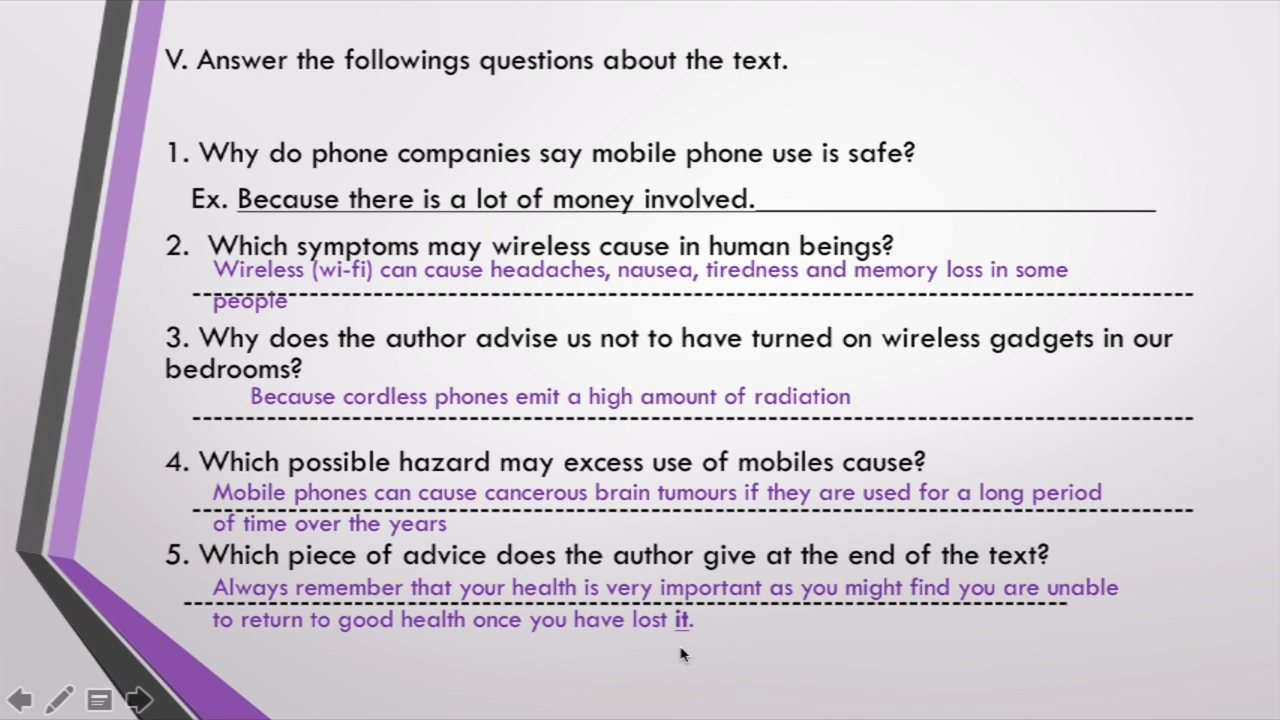 V. Answer the followings questions about the text.
1. Why do phone companies say mobile phone use is safe?
Ex. Because there is a lot of money involved.
2. Which symptoms may wireless cause in human beings?
Wireless (wi-fi) can cause headaches, nausea, tiredness and memory loss in some
people
3. Why does the author advise us not to have turned on wireless gadgets in our
bedrooms?
Because cordless phones emit a high amount of radiation
4. Which possible hazard may excess use of mobiles cause?
Mobile phones can cause cancerous brain tumours if they are used for a long period
of time over the years
5. Which piece of advice does the author give at the end of the text?
Always remember that your health is very important as you might find you are unable
to return to good health once you have lost it.